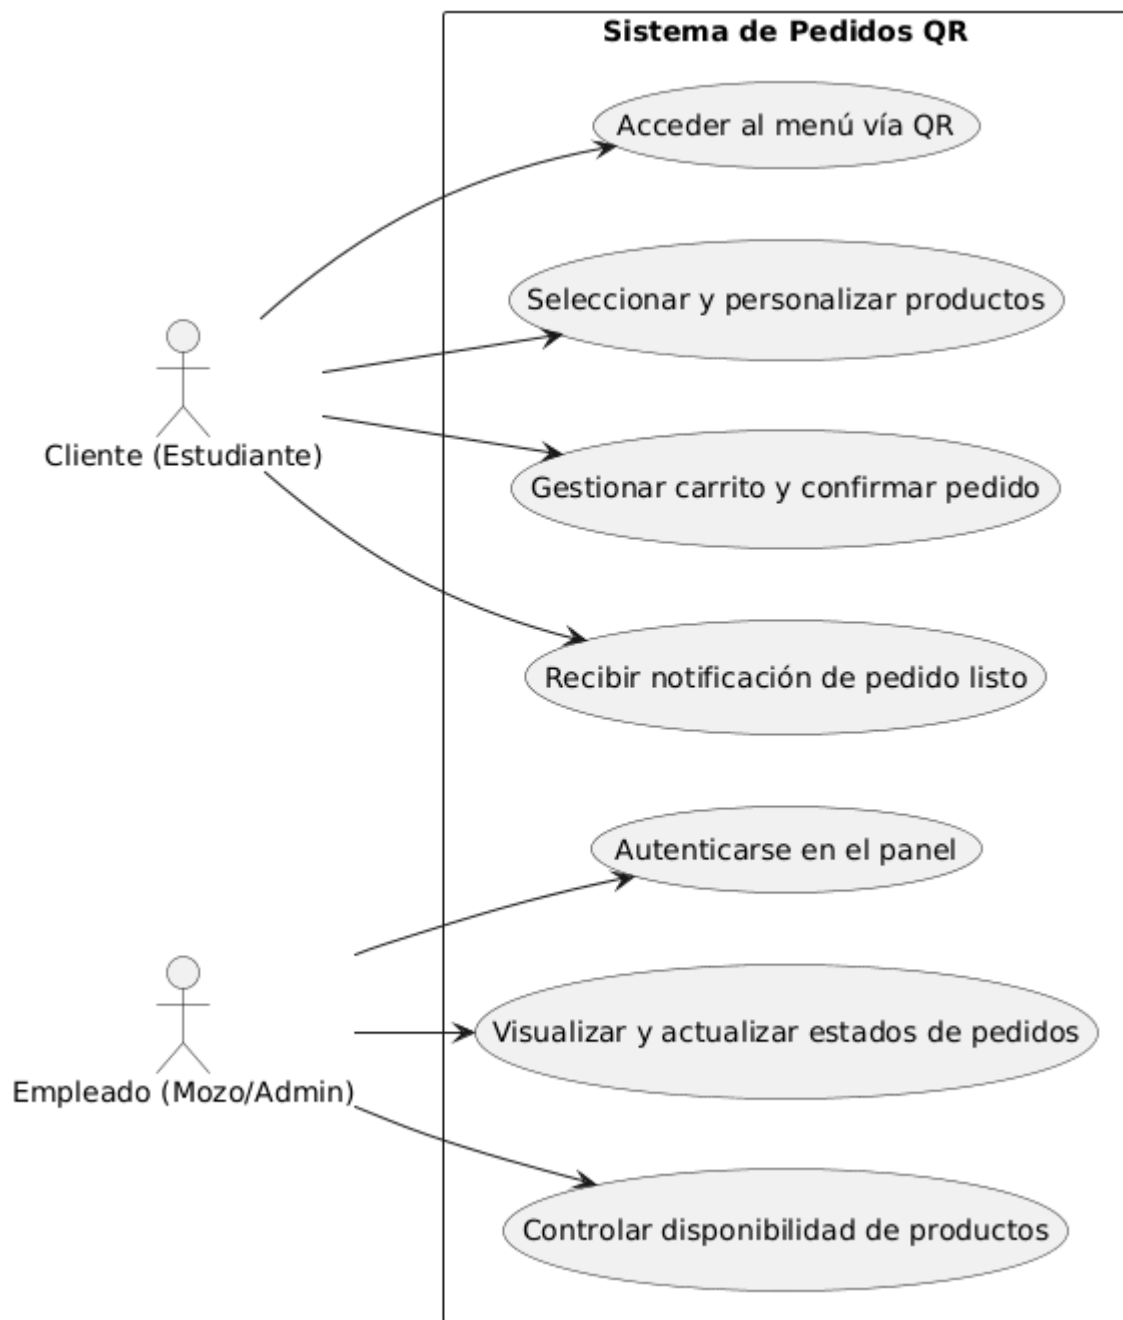 Sistema de Pedidos QR
Acceder al menú vía QR
Seleccionar y personalizar productos
Cliente (Estudiante)
Gestionar carrito y confirmar pedido
Recibir notificación de pedido listo
Autenticarse en el panel
Visualizar y actualizar estados de pedidos
Empleado (Mozo/Admin)
Controlar disponibilidad de productos